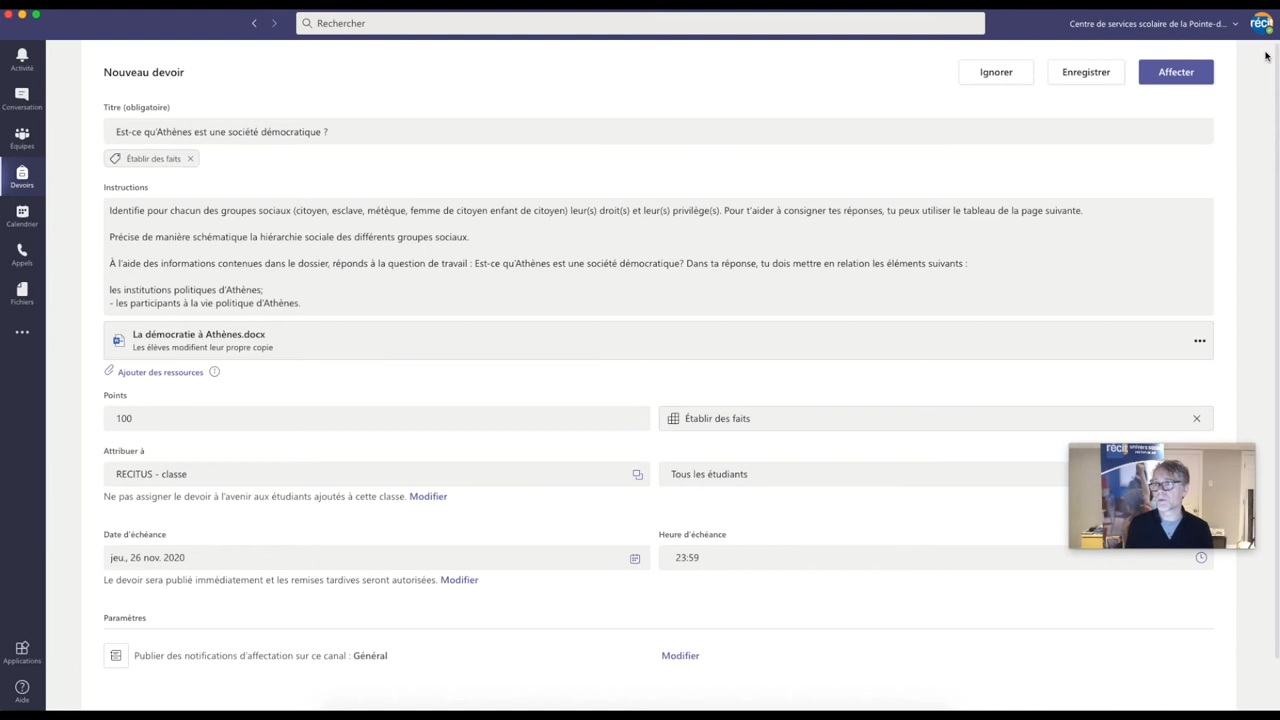 Rechercher
Centre de services scolaire de la Pointe-d...
récit
Activité
Conversation
Équipes
Devoirs
Calendrier
Appels
Fichiers
Applications
Aide
Nouveau devoir
Ignorer
Enregistrer
Affecter
Titre (obligatoire)
Est-ce qu'Athènes est une société démocratique ?
Établir des faits
Instructions
Identifie pour chacun des groupes sociaux (citoyen, esclave, métèque, femme de citoyen enfant de citoyen) leur(s) droit(s) et leur(s) privilège(s). Pour t'aider à consigner tes réponses, tu peux utiliser le tableau de la page suivante.
Précise de manière schématique la hiérarchie sociale des différents groupes sociaux.
À l'aide des informations contenues dans le dossier, réponds à la question de travail : Est-ce qu'Athènes est une société démocratique? Dans ta réponse, tu dois mettre en relation les éléments suivants :
les institutions politiques d'Athènes;
- les participants à la vie politique d'Athènes.
La démocratie à Athènes.docx
Les élèves modifient leur propre copie
Ajouter des ressources
Points
100
Établir des faits
Attribuer à
RECITUS - classe
Tous les étudiants
Ne pas assigner le devoir à l'avenir aux étudiants ajoutés à cette classe. Modifier
Date d'échéance
Heure d'échéance
jeu., 26 nov. 2020
23:59
Le devoir sera publié immédiatement et les remises tardives seront autorisées. Modifier
Paramètres
Publier des notifications d'affectation sur ce canal : Général
Modifier
récit